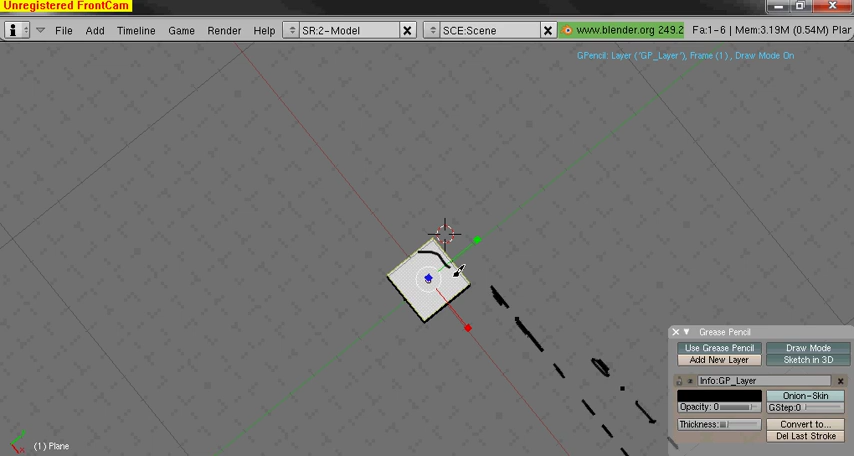 Unregistered FrontCam
File Add Timeline Game Render Help SR:2-Model SCE:Scene www.blender.org 249.2 Fa:1-6 | Mem:3.19M (0.54M) Plar
GPencil: Layer ('GP_Layer'), Frame (1), Draw Mode On
Grease Pencil
Use Grease Pencil Draw Mode
Add New Layer Sketch in 3D
Info:GP_Layer
Onion-Skin
Opacity: 0 GStep:0
Thickness: Convert to...
Del Last Stroke
(1) Plane